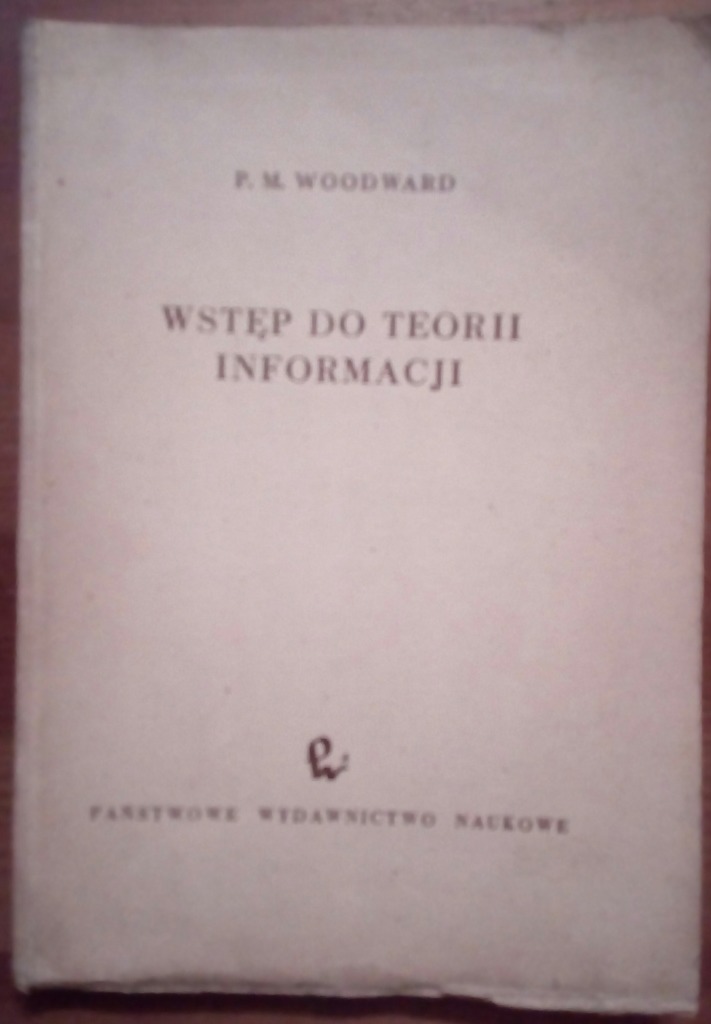 P. M. WOODWARD
WSTĘP DO TEORII
INFORMACJI
PAŃSTWOWE WYDAWNICTWO NAUKOWE